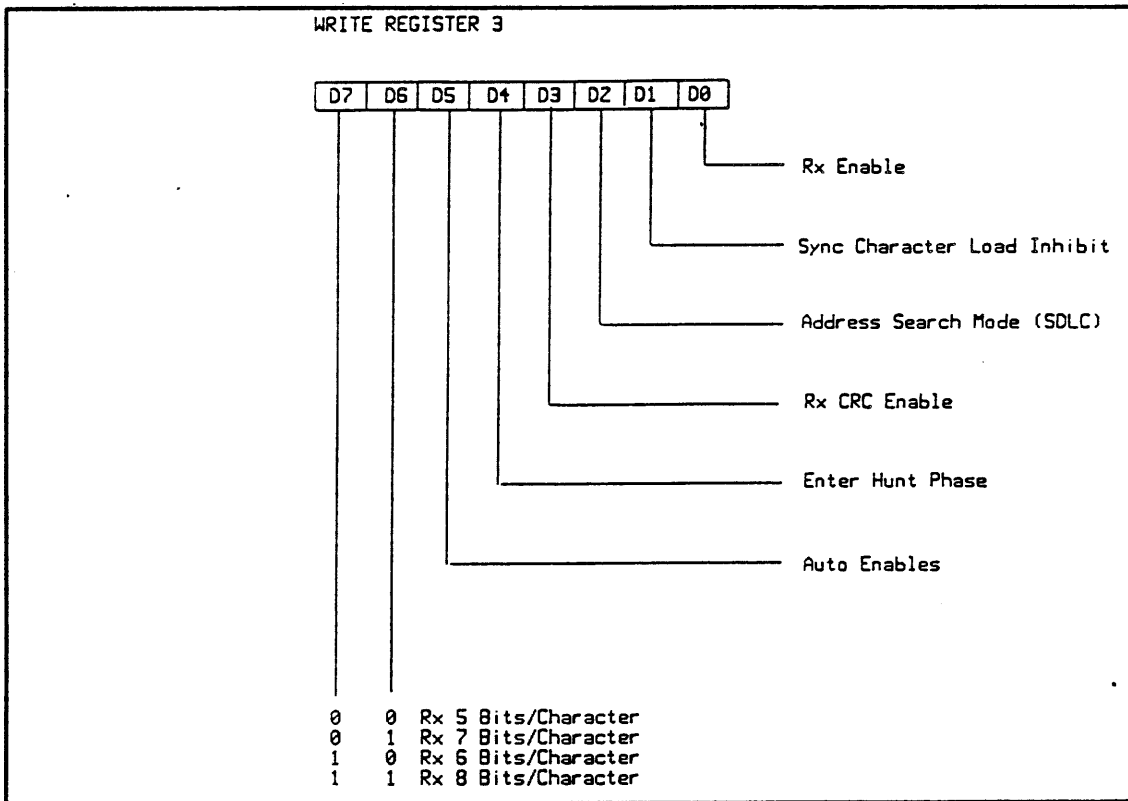 WRITE REGISTER 3
D7 D6 D5 D4 D3 D2 D1 D0
Rx Enable
Sync Character Load Inhibit
Address Search Mode (SDLC)
Rx CRC Enable
Enter Hunt Phase
Auto Enables
0 0 Rx 5 Bits/Character
0 1 Rx 7 Bits/Character
1 0 Rx 6 Bits/Character
1 1 Rx 8 Bits/Character